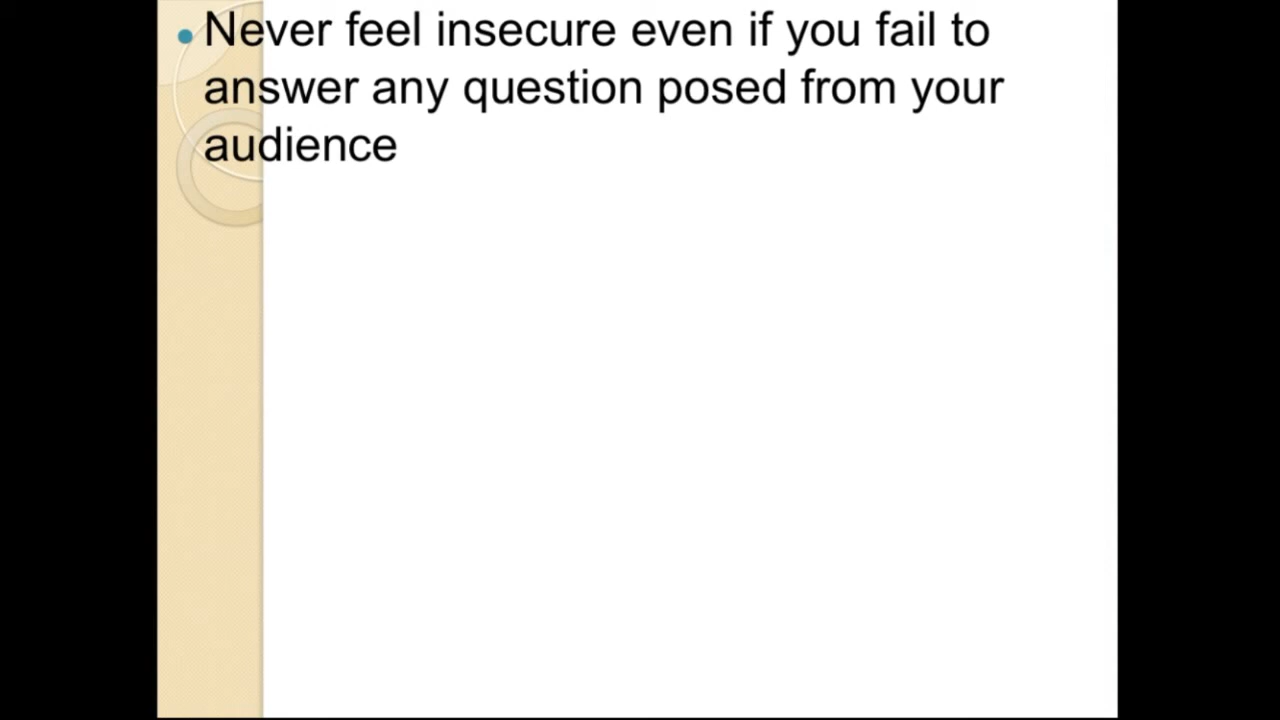 Never feel insecure even if you fail to
answer any question posed from your
audience